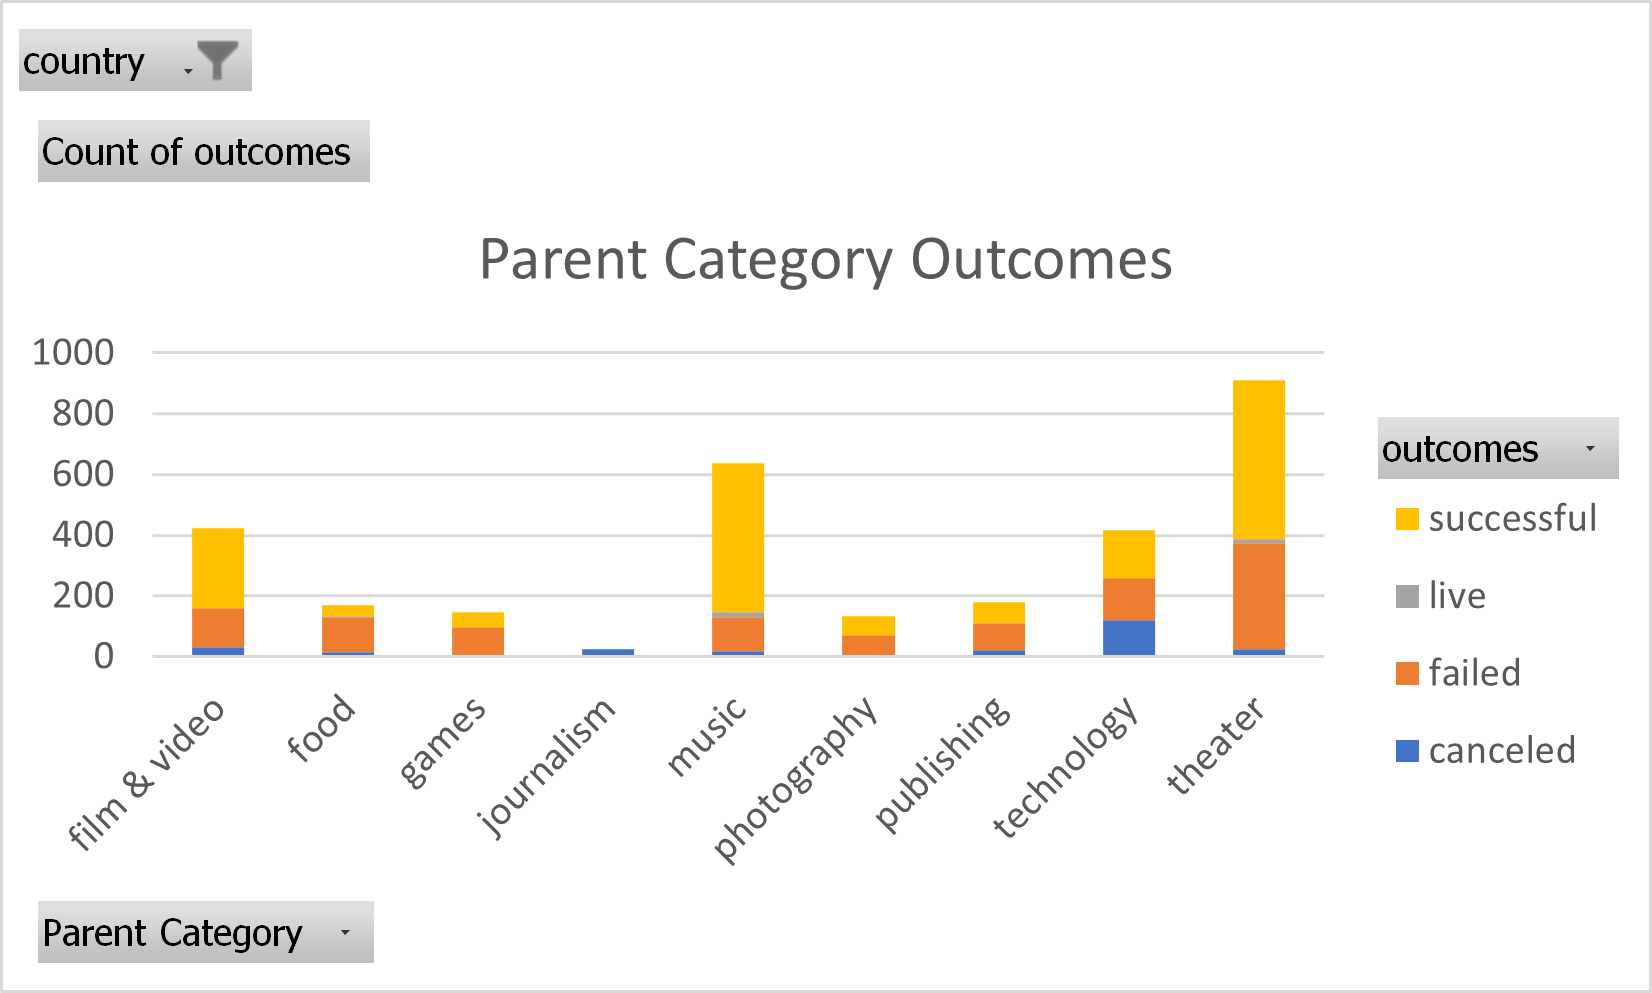 country
Count of outcomes
Parent Category Outcomes
1000
800
600
400
200
0
film & video
food
games
journalism
music
photography
publishing
technology
theater
outcomes
successful
live
failed
canceled
Parent Category